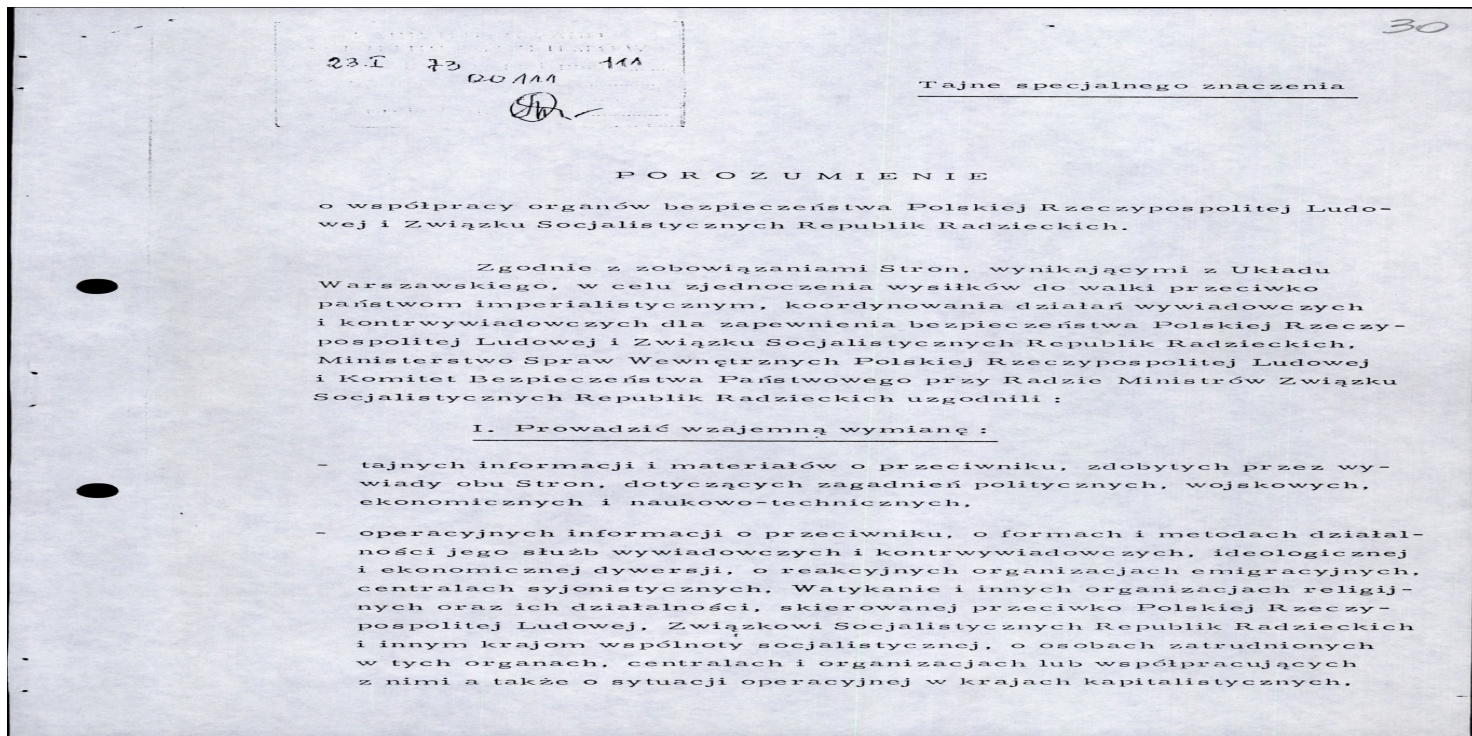 30
23.I 73 111
00111
Tajne specjalnego znaczenia
POROZUMIENIE
o współpracy organów bezpieczeństwa Polskiej Rzeczypospolitej Ludo-
wej i Związku Socjalistycznych Republik Radzieckich.
Zgodnie z zobowiązaniami Stron, wynikającymi z Układu
Warszawskiego, w celu zjednoczenia wysiłków do walki przeciwko
państwom imperialistycznym, koordynowania działań wywiadowczych
i kontrwywiadowczych dla zapewnienia bezpieczeństwa Polskiej Rzeczy-
pospolitej Ludowej i Związku Socjalistycznych Republik Radzieckich,
Ministerstwo Spraw Wewnętrznych Polskiej Rzeczypospolitej Ludowej
i Komitet Bezpieczeństwa Państwowego przy Radzie Ministrów Związku
Socjalistycznych Republik Radzieckich uzgodnili :
I. Prowadzić wzajemną wymianę :
- tajnych informacji i materiałów o przeciwniku, zdobytych przez wy-
wiady obu Stron, dotyczących zagadnień politycznych, wojskowych,
ekonomicznych i naukowo-technicznych,
- operacyjnych informacji o przeciwniku, o formach i metodach działal-
ności jego służb wywiadowczych i kontrwywiadowczych, ideologicznej
i ekonomicznej dywersji, o reakcyjnych organizacjach emigracyjnych,
centralach syjonistycznych, Watykanie i innych organizacjach religij-
nych oraz ich działalności, skierowanej przeciwko Polskiej Rzeczy-
pospolitej Ludowej, Związkowi Socjalistycznych Republik Radzieckich
i innym krajom wspólnoty socjalistycznej, o osobach zatrudnionych
w tych organach, centralach i organizacjach lub współpracujących
z nimi a także o sytuacji operacyjnej w krajach kapitalistycznych,